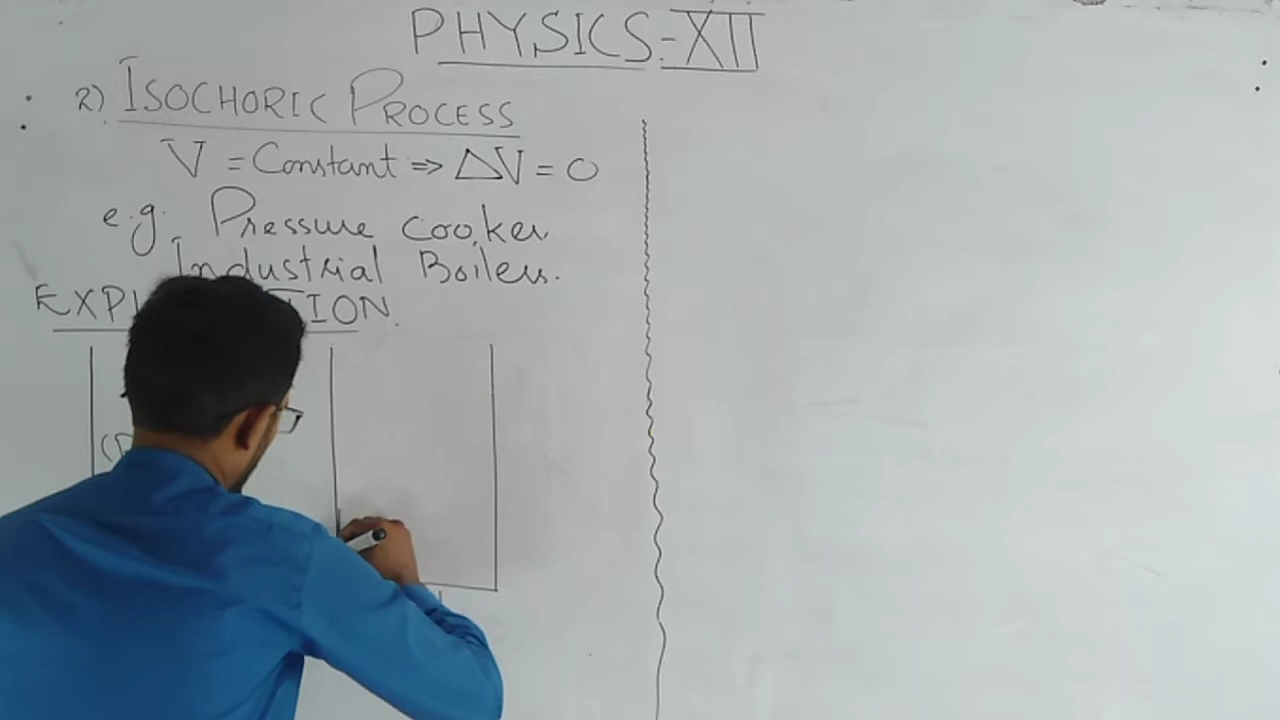 PHYSICS-XII
2) ISOCHORIC PROCESS
V = Constant ⇒ ΔV = 0
e.g. Pressure Cooker
Industrial Boilers.